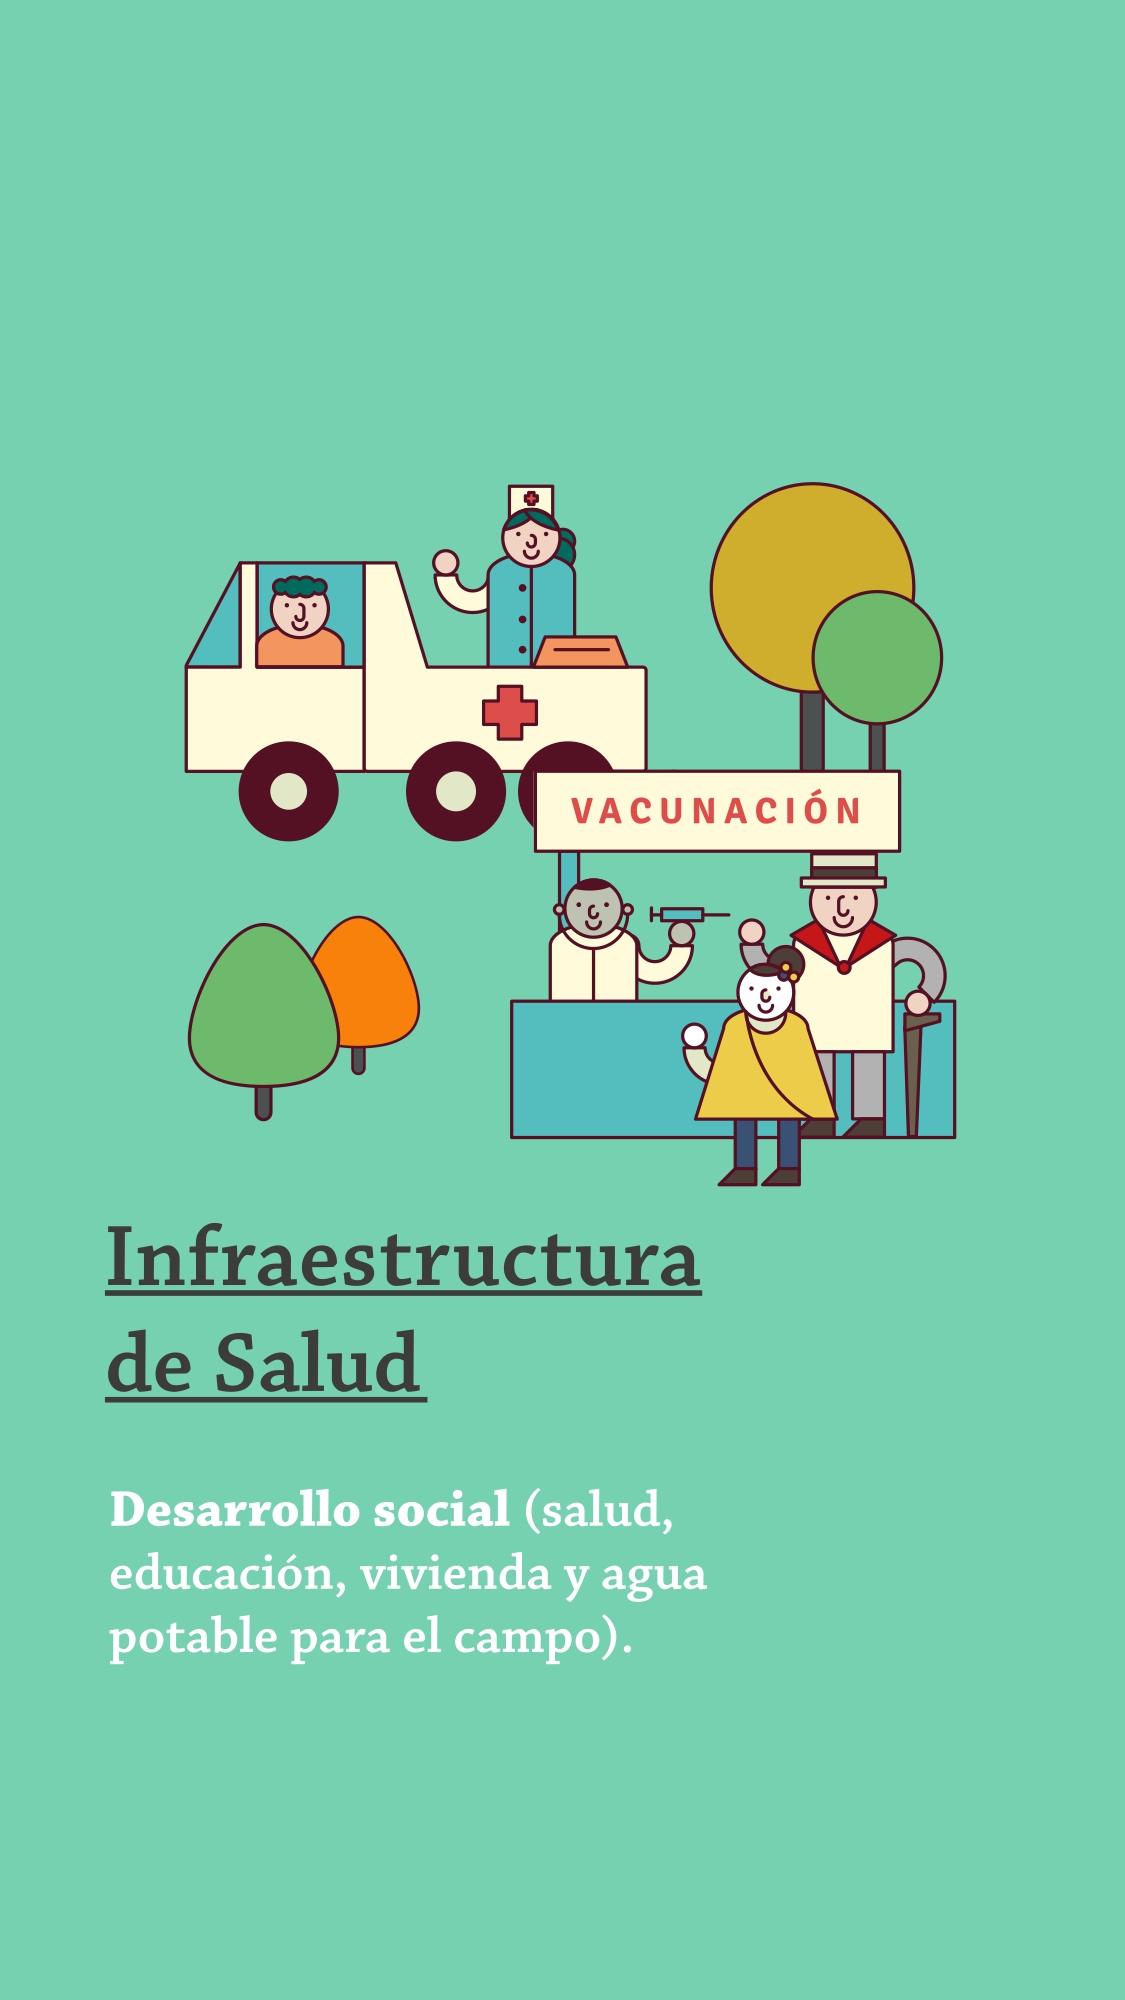 VACUNACIÓN
Infraestructura
de Salud
Desarrollo social (salud,
educación, vivienda y agua
potable para el campo).